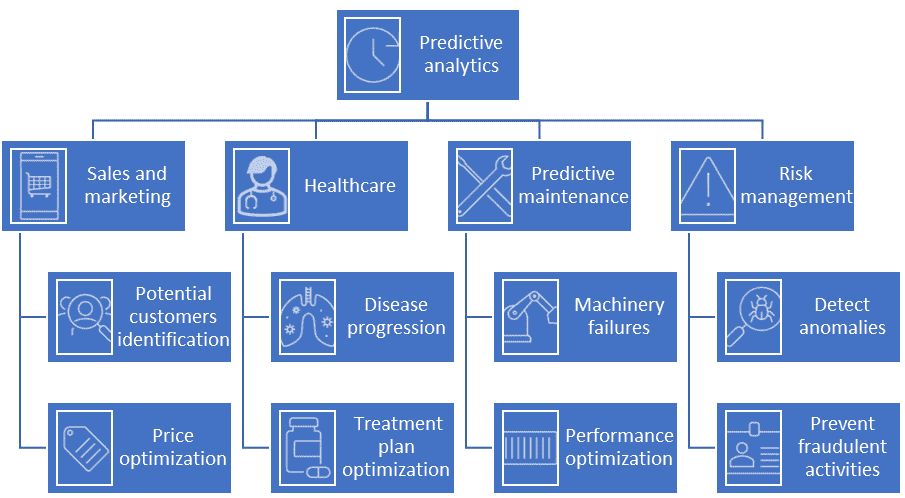 Predictive
analytics
Sales and
marketing
Healthcare
Predictive
maintenance
Risk
management
Potential
customers
identification
Disease
progression
Machinery
failures
Detect
anomalies
Price
optimization
Treatment
plan
optimization
Performance
optimization
Prevent
fraudulent
activities